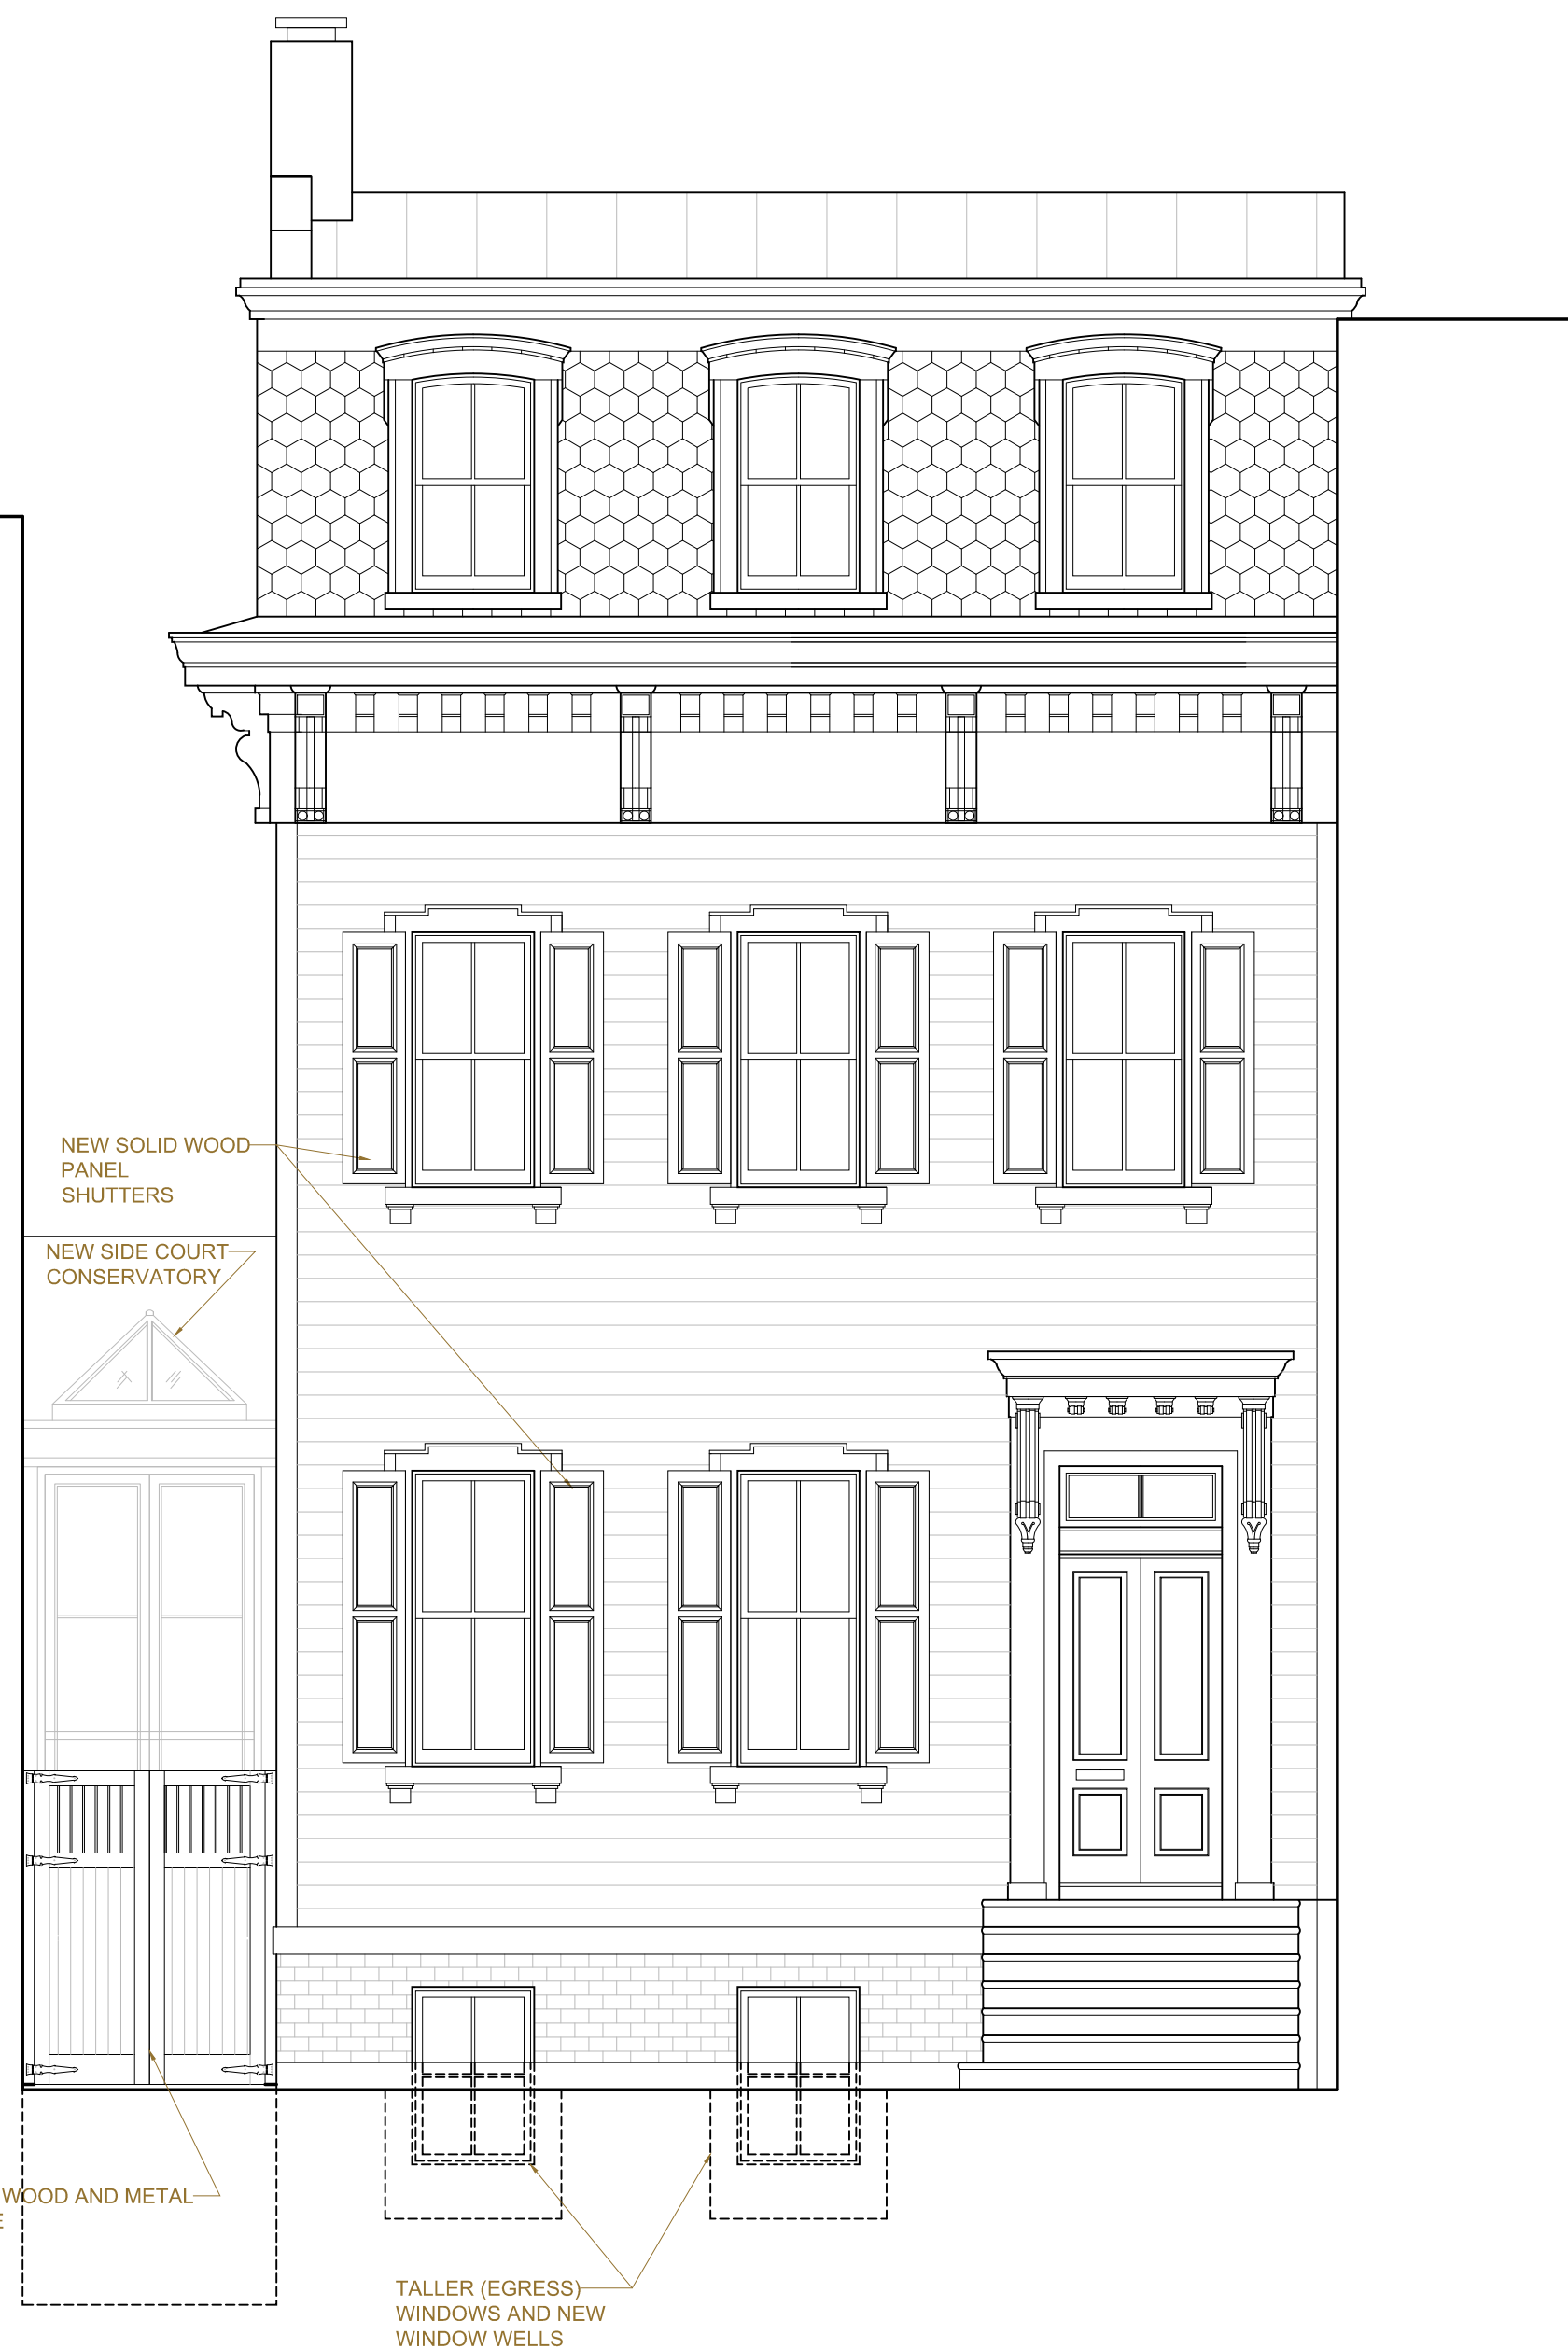 NEW SOLID WOOD
PANEL
SHUTTERS
NEW SIDE COURT
CONSERVATORY
WOOD AND METAL
TALLER (EGRESS)
WINDOWS AND NEW
WINDOW WELLS